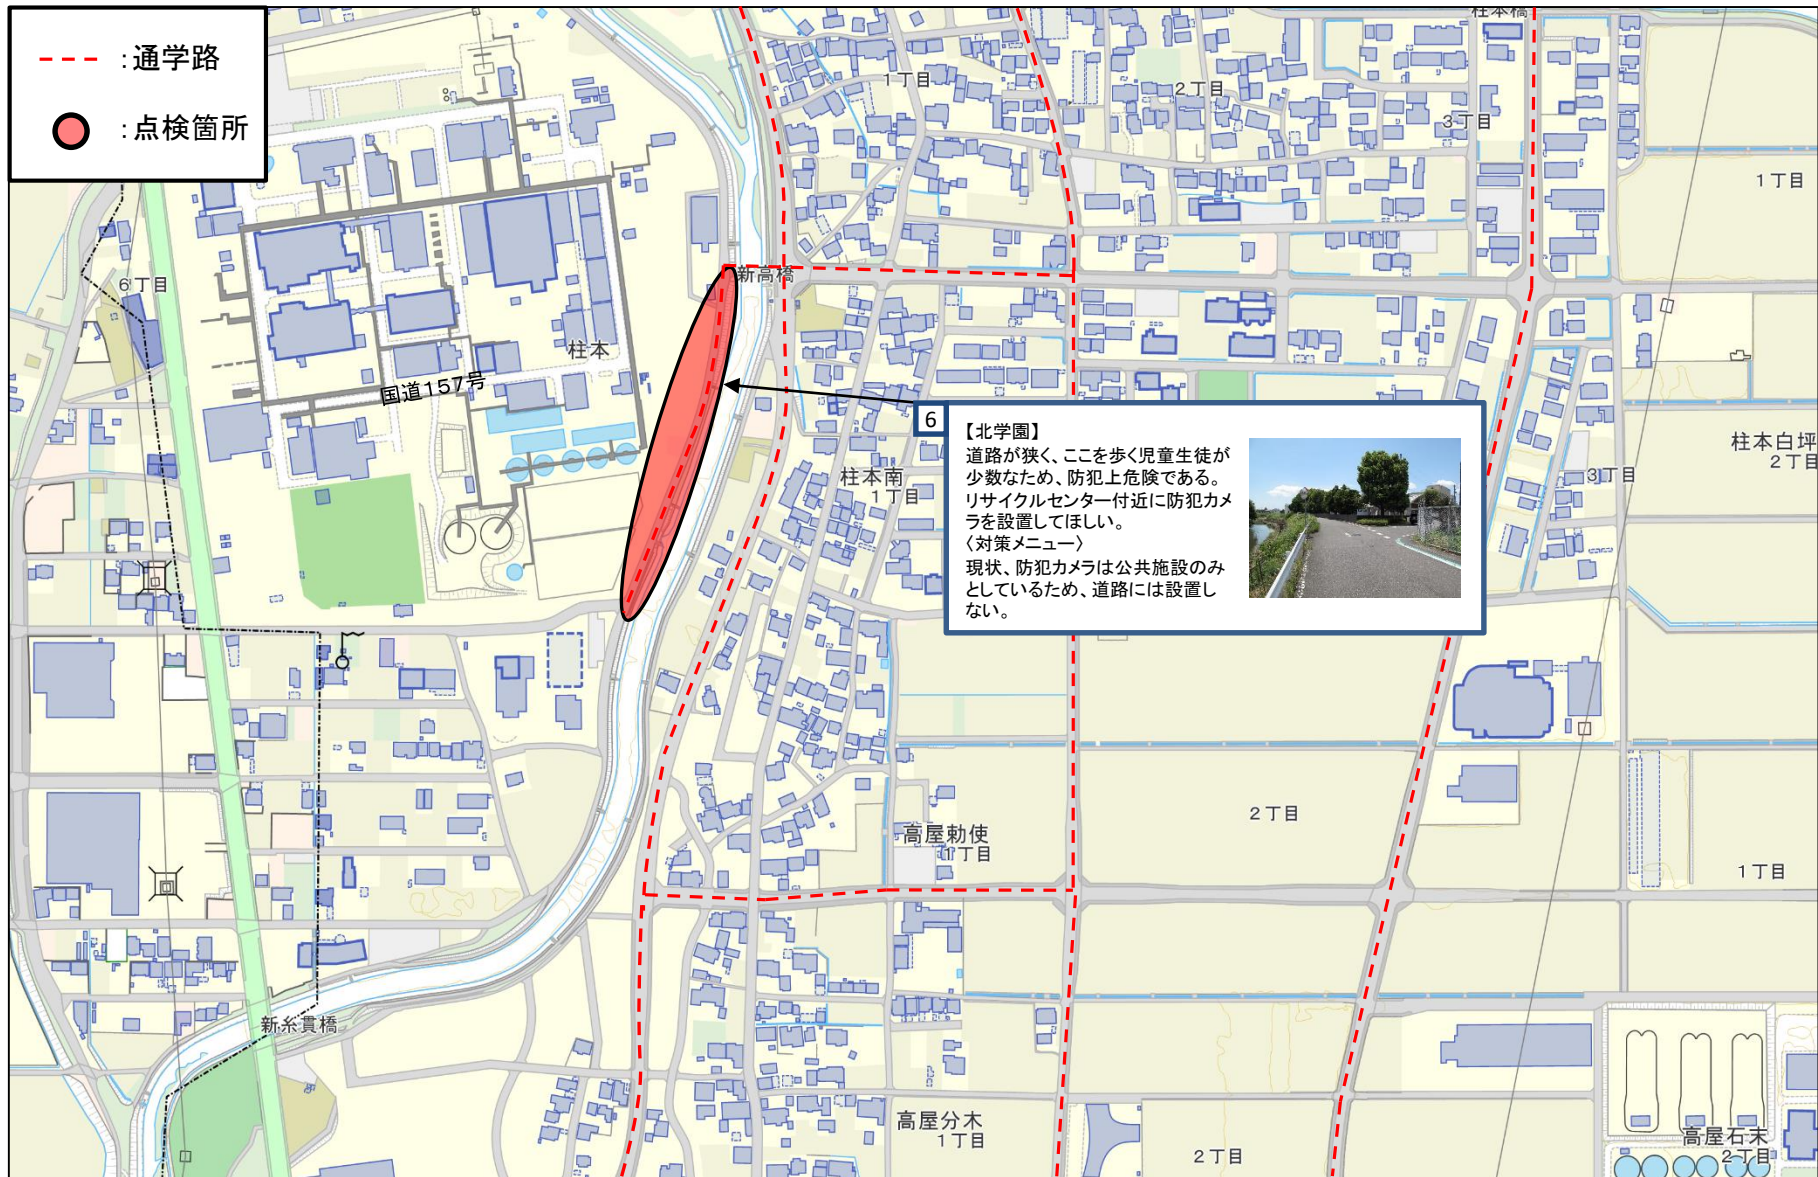 ：通学路
：点検箇所
柱本橋
1丁目
2丁目
3丁目
1丁目
6丁目
新高橋
柱本
国道157号
柱本南
1丁目
柱本白坪
2丁目
3丁目
6
【北学園】
道路が狭く、ここを歩く児童生徒が
少数なため、防犯上危険である。
リサイクルセンター付近に防犯カメ
ラを設置してほしい。
〈対策メニュー〉
現状、防犯カメラは公共施設のみ
としているため、道路には設置し
ない。
高屋勅使
1丁目
2丁目
1丁目
新糸貫橋
高屋分木
1丁目
2丁目
高屋石末
2丁目